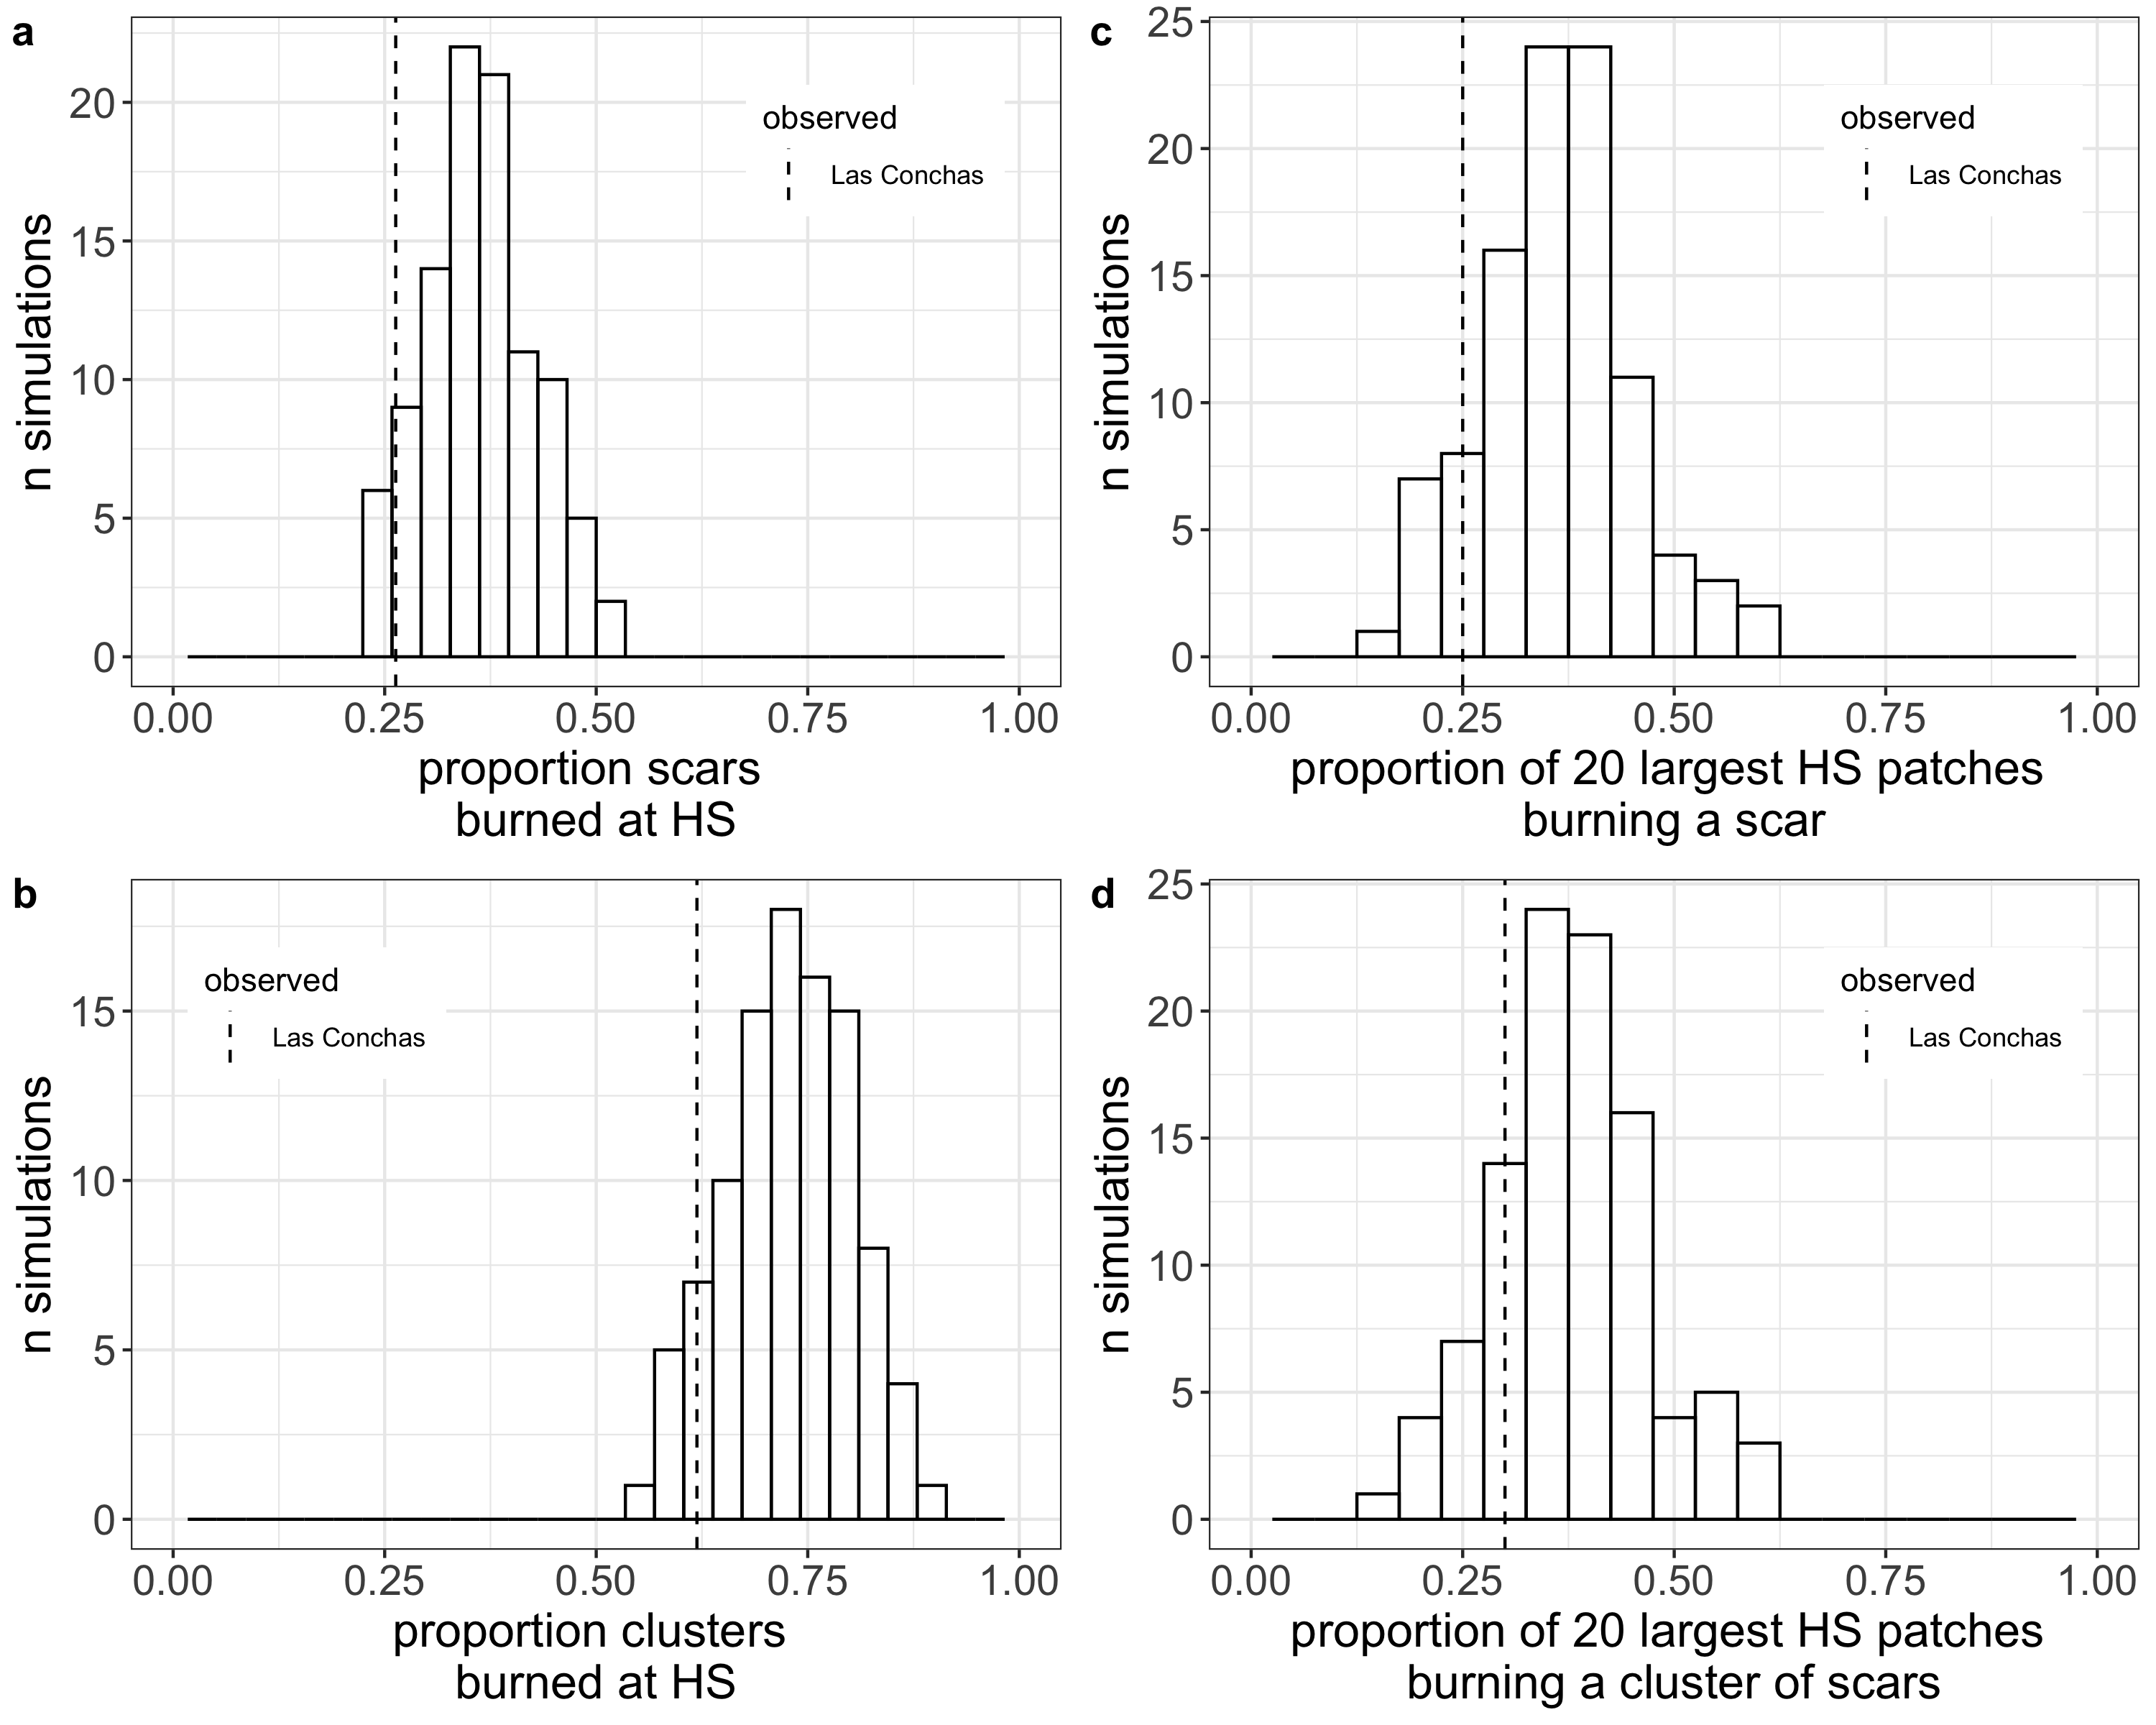 a
n simulations
20
15
10
5
0
observed
Las Conchas
0.00 0.25 0.50 0.75 1.00
proportion scars
burned at HS
c
n simulations
25
20
15
10
5
0
observed
Las Conchas
0.00 0.25 0.50 0.75 1.00
proportion of 20 largest HS patches
burning a scar
b
n simulations
15
10
5
0
observed
Las Conchas
0.00 0.25 0.50 0.75 1.00
proportion clusters
burned at HS
d
n simulations
25
20
15
10
5
0
observed
Las Conchas
0.00 0.25 0.50 0.75 1.00
proportion of 20 largest HS patches
burning a cluster of scars